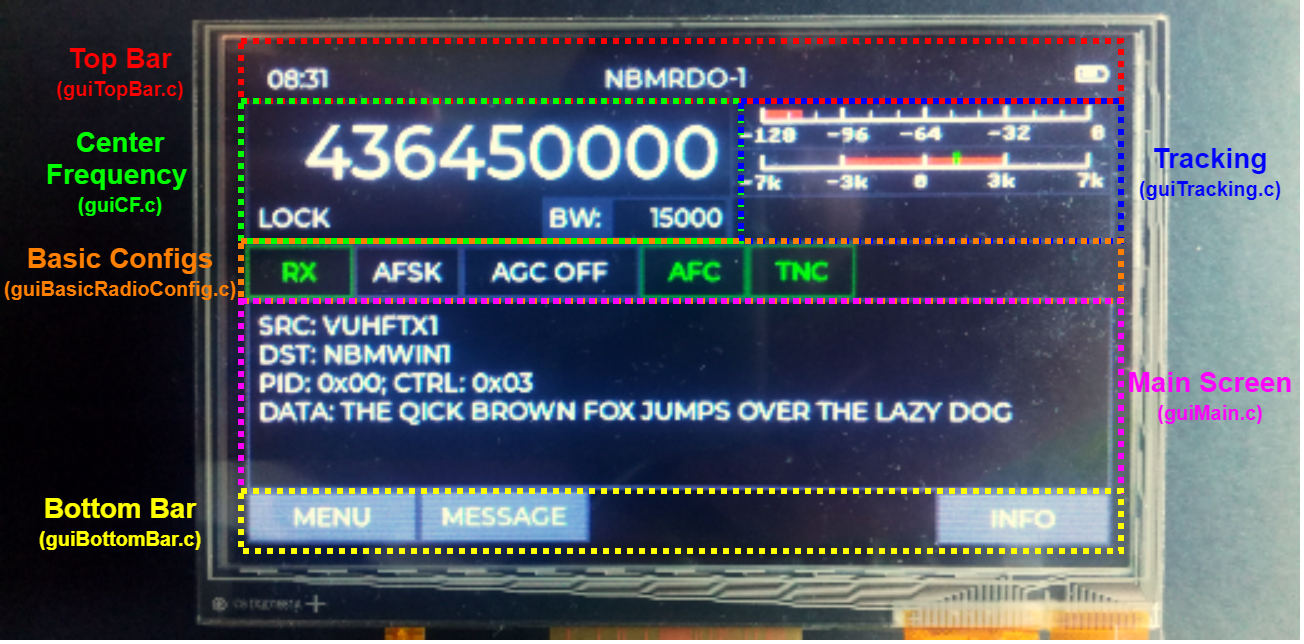 Top Bar
(guiTopBar.c)
08:31 NBMRDO-1
Center
Frequency
(guiCF.c)
436450000
LOCK BW: 15000
-120 -96 -64 -32 0
-7k -3k 0 3k 7k
Tracking
(guiTracking.c)
Basic Configs
(guiBasicRadioConfig.c)
RX AFSK AGC OFF AFC TNC
SRC: VUHFTX1
DST: NBMWIN1
PID: 0x00; CTRL: 0x03
DATA: THE QICK BROWN FOX JUMPS OVER THE LAZY DOG
Main Screen
(guiMain.c)
Bottom Bar
(guiBottomBar.c)
MENU MESSAGE INFO